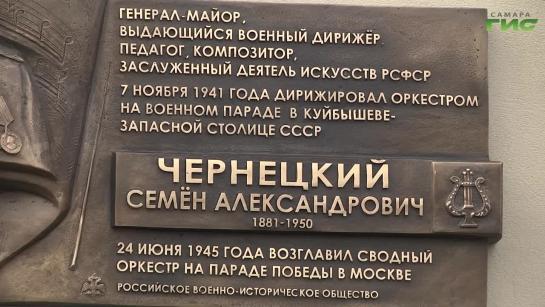 САМАРА
ГИС
ГЕНЕРАЛ-МАЙОР,
ВЫДАЮЩИЙСЯ ВОЕННЫЙ ДИРИЖЁР
ПЕДАГОГ, КОМПОЗИТОР,
ЗАСЛУЖЕННЫЙ ДЕЯТЕЛЬ ИСКУССТВ РСФСР
7 НОЯБРЯ 1941 ГОДА ДИРИЖИРОВАЛ ОРКЕСТРОМ
НА ВОЕННОМ ПАРАДЕ В КУЙБЫШЕВЕ-
ЗАПАСНОЙ СТОЛИЦЕ СССР
ЧЕРНЕЦКИЙ
СЕМЁН АЛЕКСАНДРОВИЧ
1881-1950
24 ИЮНЯ 1945 ГОДА ВОЗГЛАВИЛ СВОДНЫЙ
ОРКЕСТР НА ПАРАДЕ ПОБЕДЫ В МОСКВЕ
РОССИЙСКОЕ ВОЕННО-ИСТОРИЧЕСКОЕ ОБЩЕСТВО